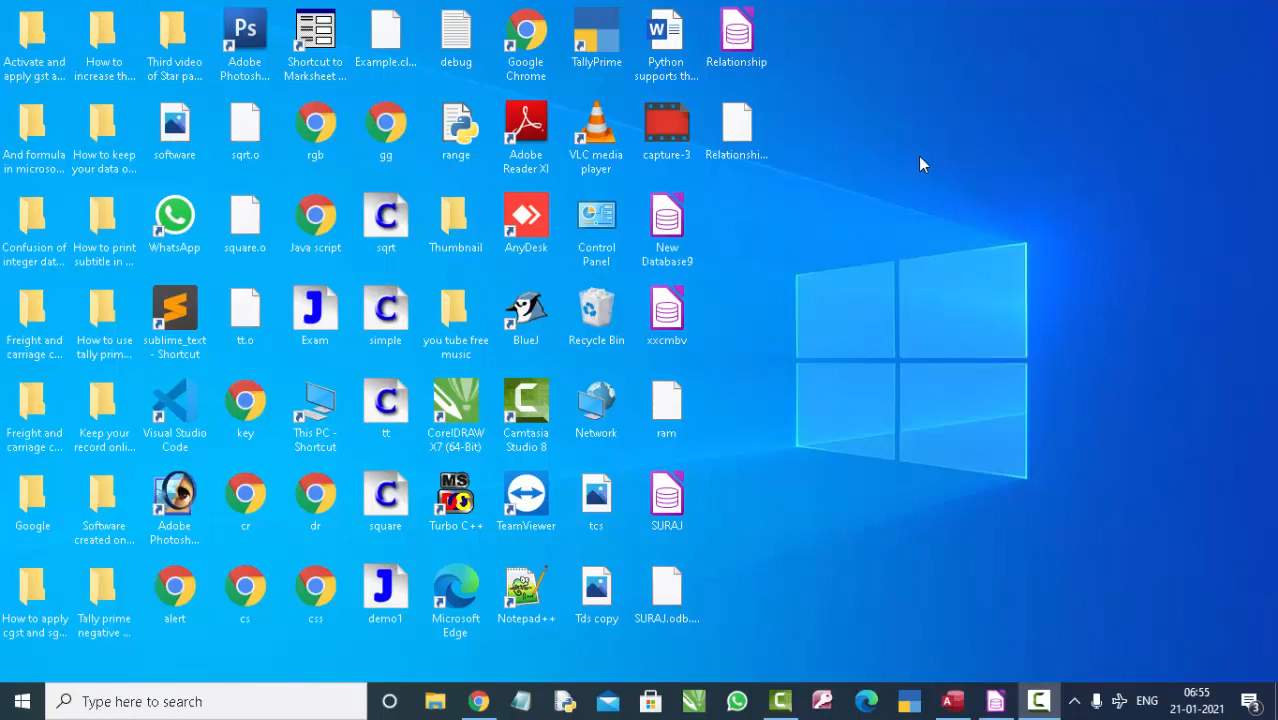 Activate and
apply gst a...
How to
increase th...
Third video
of Star pa...
Ps
Adobe
Photosh...
Shortcut to
Marksheet ...
Example.cl...
debug
Google
Chrome
TallyPrime
Python
supports th...
Relationship
And formula
in microso...
How to keep
your data o...
software
sqrt.o
rgb
gg
range
Adobe
Reader XI
VLC media
player
capture-3
Relationshi...
Confusion of
integer dat...
How to print
subtitle in ...
WhatsApp
square.o
Java script
C
sqrt
Thumbnail
AnyDesk
Control
Panel
New
Database9
Freight and
carriage c...
How to use
tally prim...
sublime_text
- Shortcut
tt.o
J
Exam
C
simple
you tube free
music
BlueJ
Recycle Bin
xxcmbv
Freight and
carriage c...
Keep your
record onli...
Visual Studio
Code
key
This PC -
Shortcut
C
tt
CorelDRAW
X7 (64-Bit)
C
Camtasia
Studio 8
Network
ram
Google
Software
created on...
Adobe
Photosh...
cr
dr
C
square
MS
Turbo C++
TeamViewer
tcs
SURAJ
How to apply
cgst and sg...
Tally prime
negative ...
alert
cs
css
J
demo1
Microsoft
Edge
Notepad++
Tds copy
SURAJ.odb....
Type here to search
ENG
06:55
21-01-2021
3